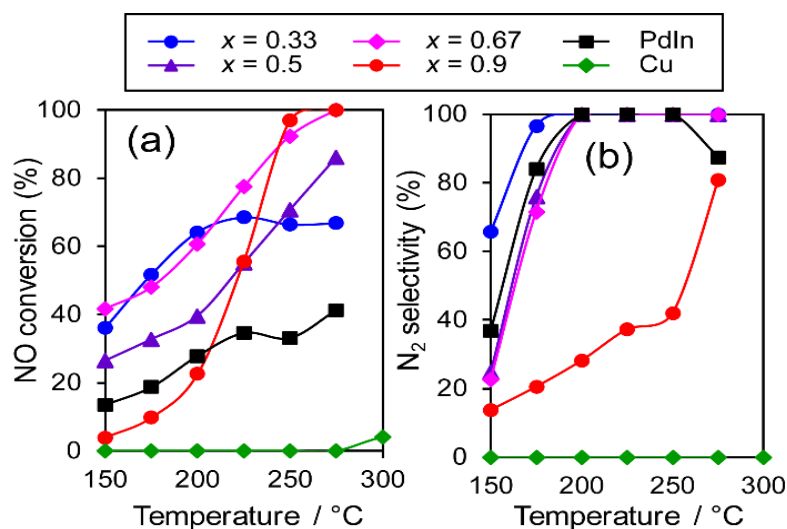 x = 0.33 x = 0.67 PdIn
x = 0.5 x = 0.9 Cu
(a)
NO conversion (%)
100
80
60
40
20
0
150 200 250 300
Temperature / °C
(b)
N₂ selectivity (%)
100
80
60
40
20
0
150 200 250 300
Temperature / °C